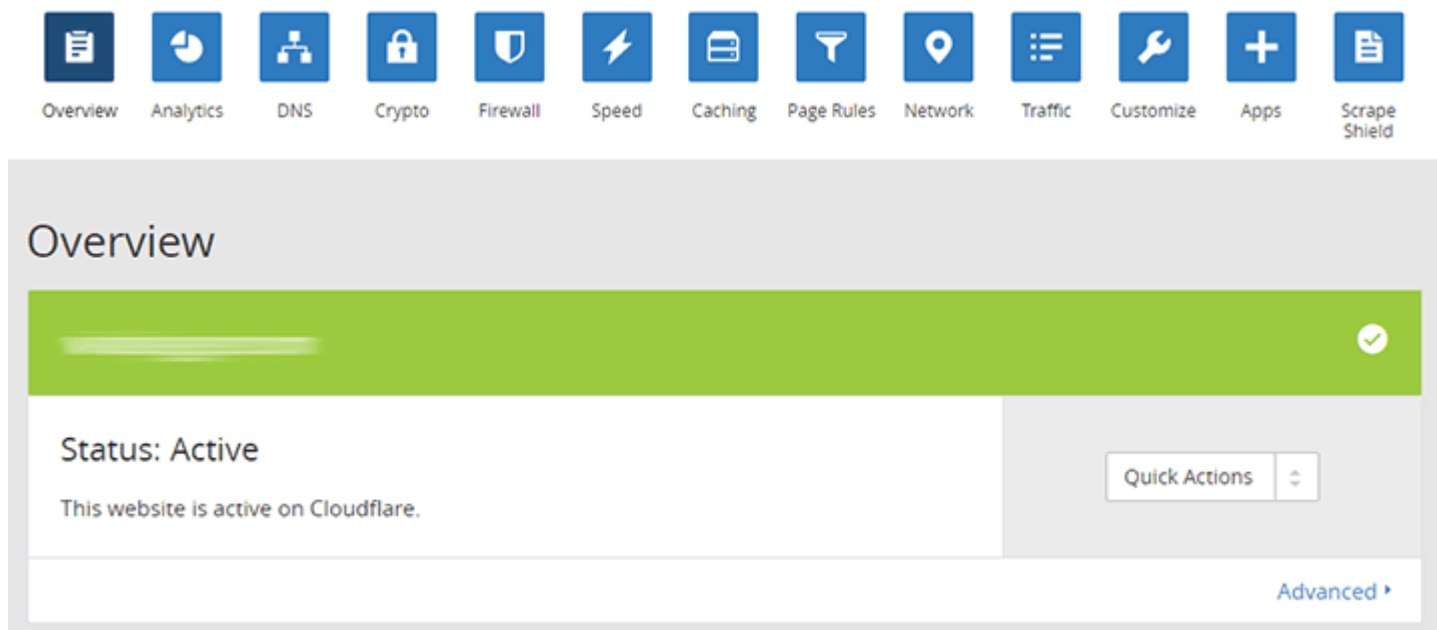 Overview Analytics DNS Crypto Firewall Speed Caching Page Rules Network Traffic Customize Apps Scrape
Shield
Overview
Status: Active
Quick Actions
This website is active on Cloudflare.
Advanced